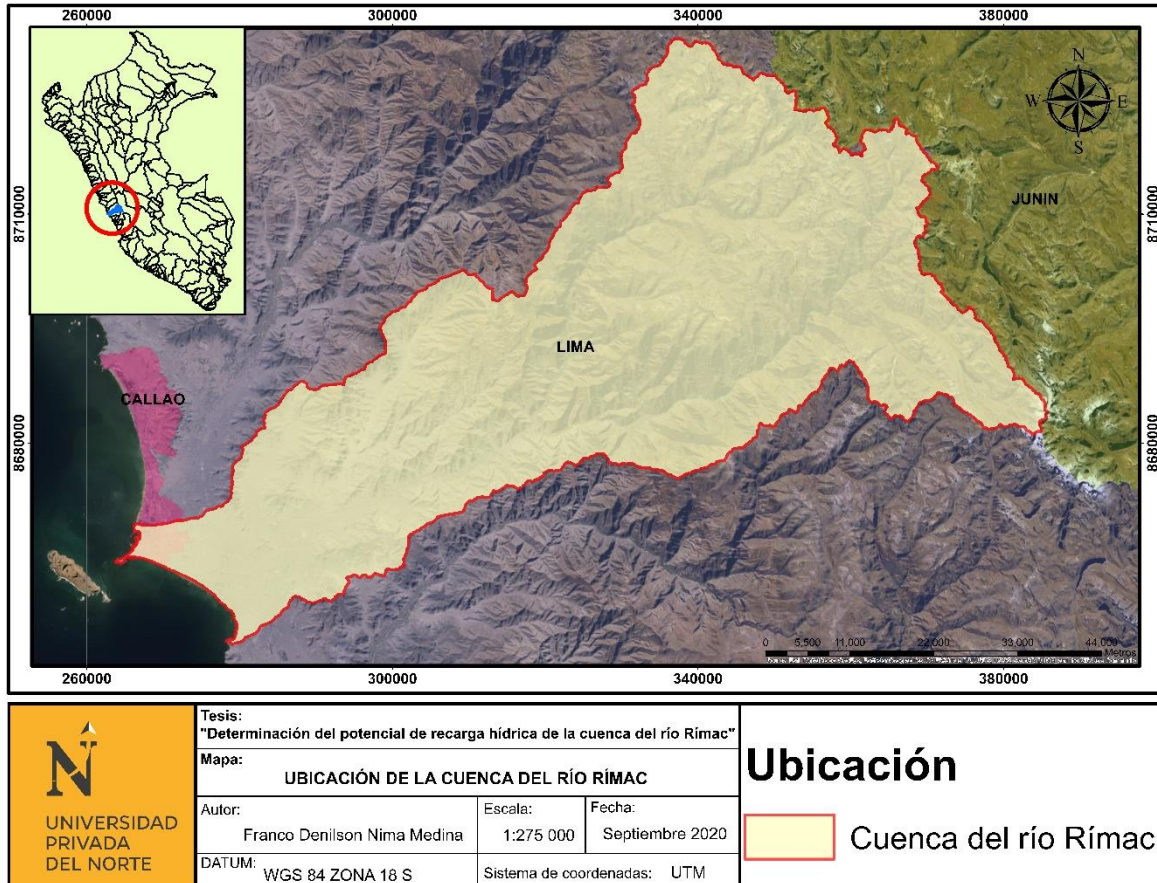 260000 300000 340000 380000
N
W E
S
JUNIN
8710000 8710000
LIMA
CALLAO
8680000 8680000
0 5,500 11,000 22,000 33,000 44,000
Metros
260000 300000 340000 380000
Tesis:
"Determinación del potencial de recarga hídrica de la cuenca del río Rímac"
Mapa:
UBICACIÓN DE LA CUENCA DEL RÍO RÍMAC
Autor:
Franco Denilson Nima Medina
Escala:
1:275 000
Fecha:
Septiembre 2020
DATUM:
WGS 84 ZONA 18 S
Sistema de coordenadas: UTM
N
UNIVERSIDAD
PRIVADA
DEL NORTE
Ubicación
Cuenca del río Rímac